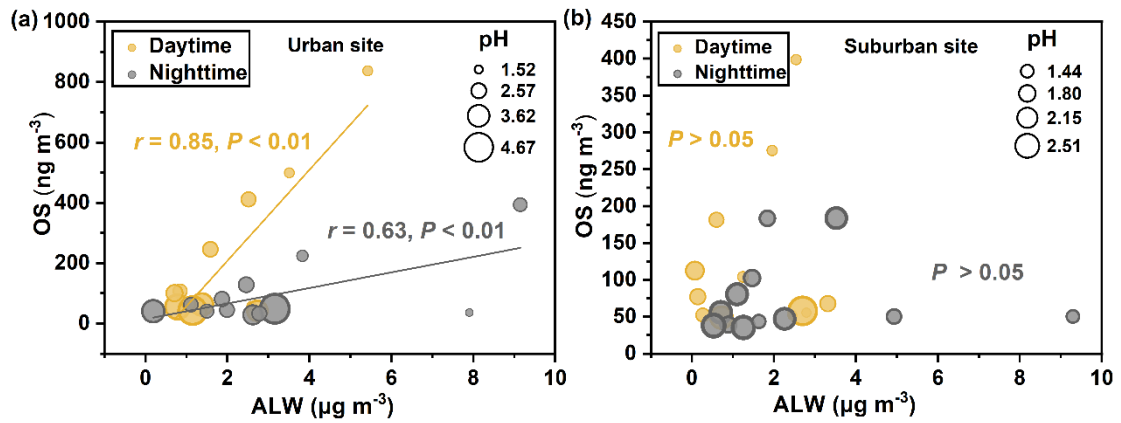 (a)
1000
800
600
400
200
0
OS (ng m⁻³)
Daytime
Nighttime
Urban site
pH
1.52
2.57
3.62
4.67
r = 0.85, P < 0.01
r = 0.63, P < 0.01
0 2 4 6 8 10
ALW (µg m⁻³)
(b)
450
400
350
300
250
200
150
100
50
0
OS (ng m⁻³)
Daytime
Nighttime
Suburban site
pH
1.44
1.80
2.15
2.51
P > 0.05
P > 0.05
0 2 4 6 8 10
ALW (µg m⁻³)